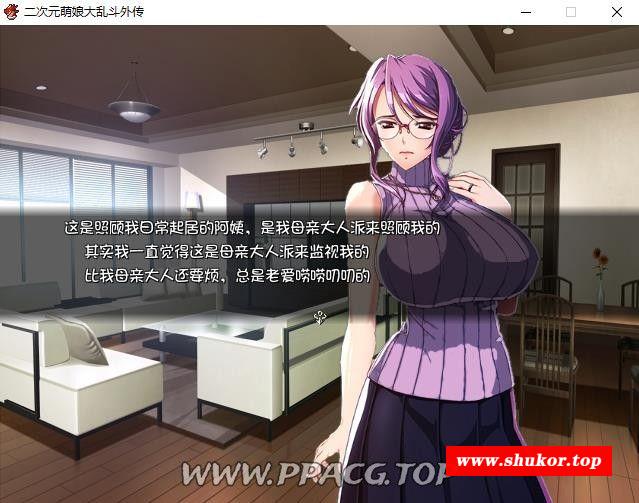 二次元萌娘大乱斗外传
这是照顾我日常起居的阿姨，是我母亲大人派来照顾我的
其实我一直觉得这是母亲大人派来监视我的
比我母亲大人还要烦，总是老爱唠唠叨叨的
WWW.PPACG.TOP
www.shukor.top